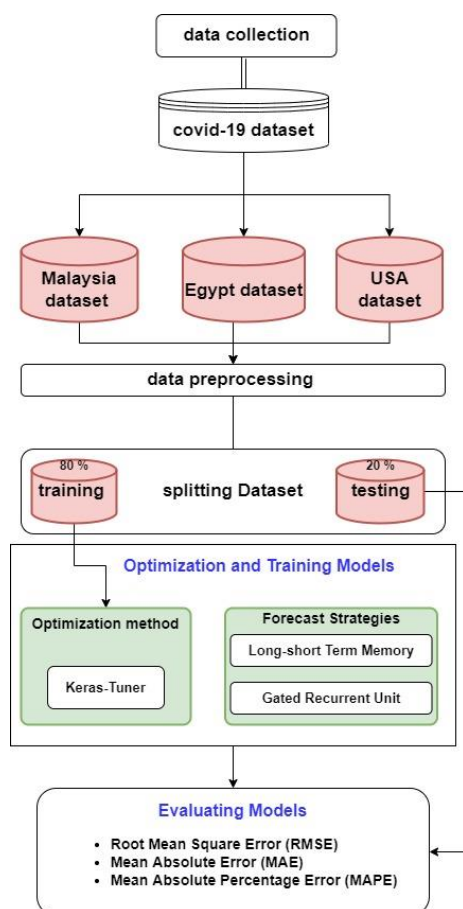 data collection
covid-19 dataset
Malaysia
dataset
Egypt dataset
USA
dataset
data preprocessing
80 %
training
splitting Dataset
20 %
testing
Optimization and Training Models
Optimization method
Keras-Tuner
Forecast Strategies
Long-short Term Memory
Gated Recurrent Unit
Evaluating Models
• Root Mean Square Error (RMSE)
• Mean Absolute Error (MAE)
• Mean Absolute Percentage Error (MAPE)